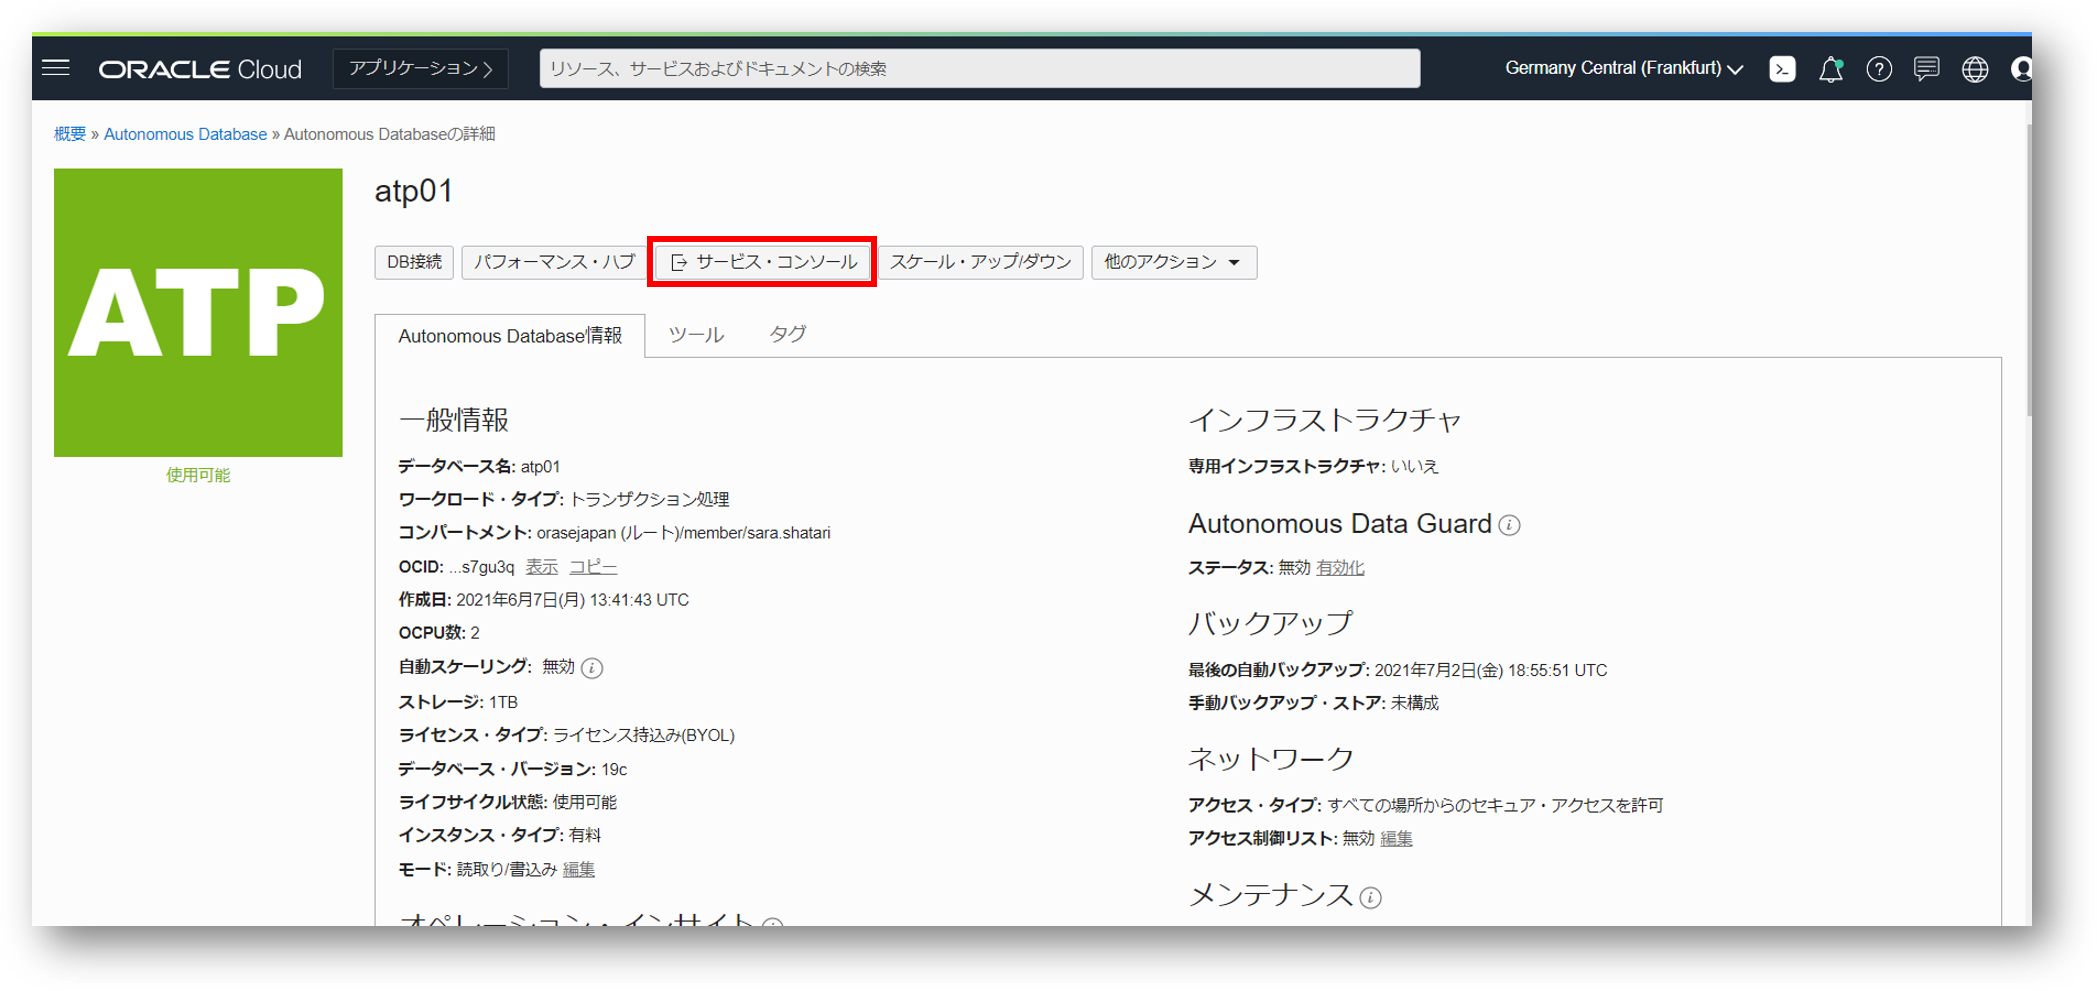 ORACLE Cloud アプリケーション リソース、サービスおよびドキュメントの検索 Germany Central (Frankfurt)
概要 » Autonomous Database » Autonomous Databaseの詳細
ATP
使用可能
atp01
DB接続 パフォーマンス・ハブ サービス・コンソール スケール・アップ/ダウン 他のアクション
Autonomous Database情報 ツール タグ
一般情報
データベース名: atp01
ワークロード・タイプ: トランザクション処理
コンパートメント: orasejapan (ルート)/member/sara.shatari
OCID: ...s7gu3q 表示 コピー
作成日: 2021年6月7日(月) 13:41:43 UTC
OCPU数: 2
自動スケーリング: 無効
ストレージ: 1TB
ライセンス・タイプ: ライセンス持込み(BYOL)
データベース・バージョン: 19c
ライフサイクル状態: 使用可能
インスタンス・タイプ: 有料
モード: 読取り/書込み 編集
オペレーション・インサイト
インフラストラクチャ
専用インフラストラクチャ: いいえ
Autonomous Data Guard
ステータス: 無効 有効化
バックアップ
最後の自動バックアップ: 2021年7月2日(金) 18:55:51 UTC
手動バックアップ・ストア: 未構成
ネットワーク
アクセス・タイプ: すべての場所からのセキュア・アクセスを許可
アクセス制御リスト: 無効 編集
メンテナンス